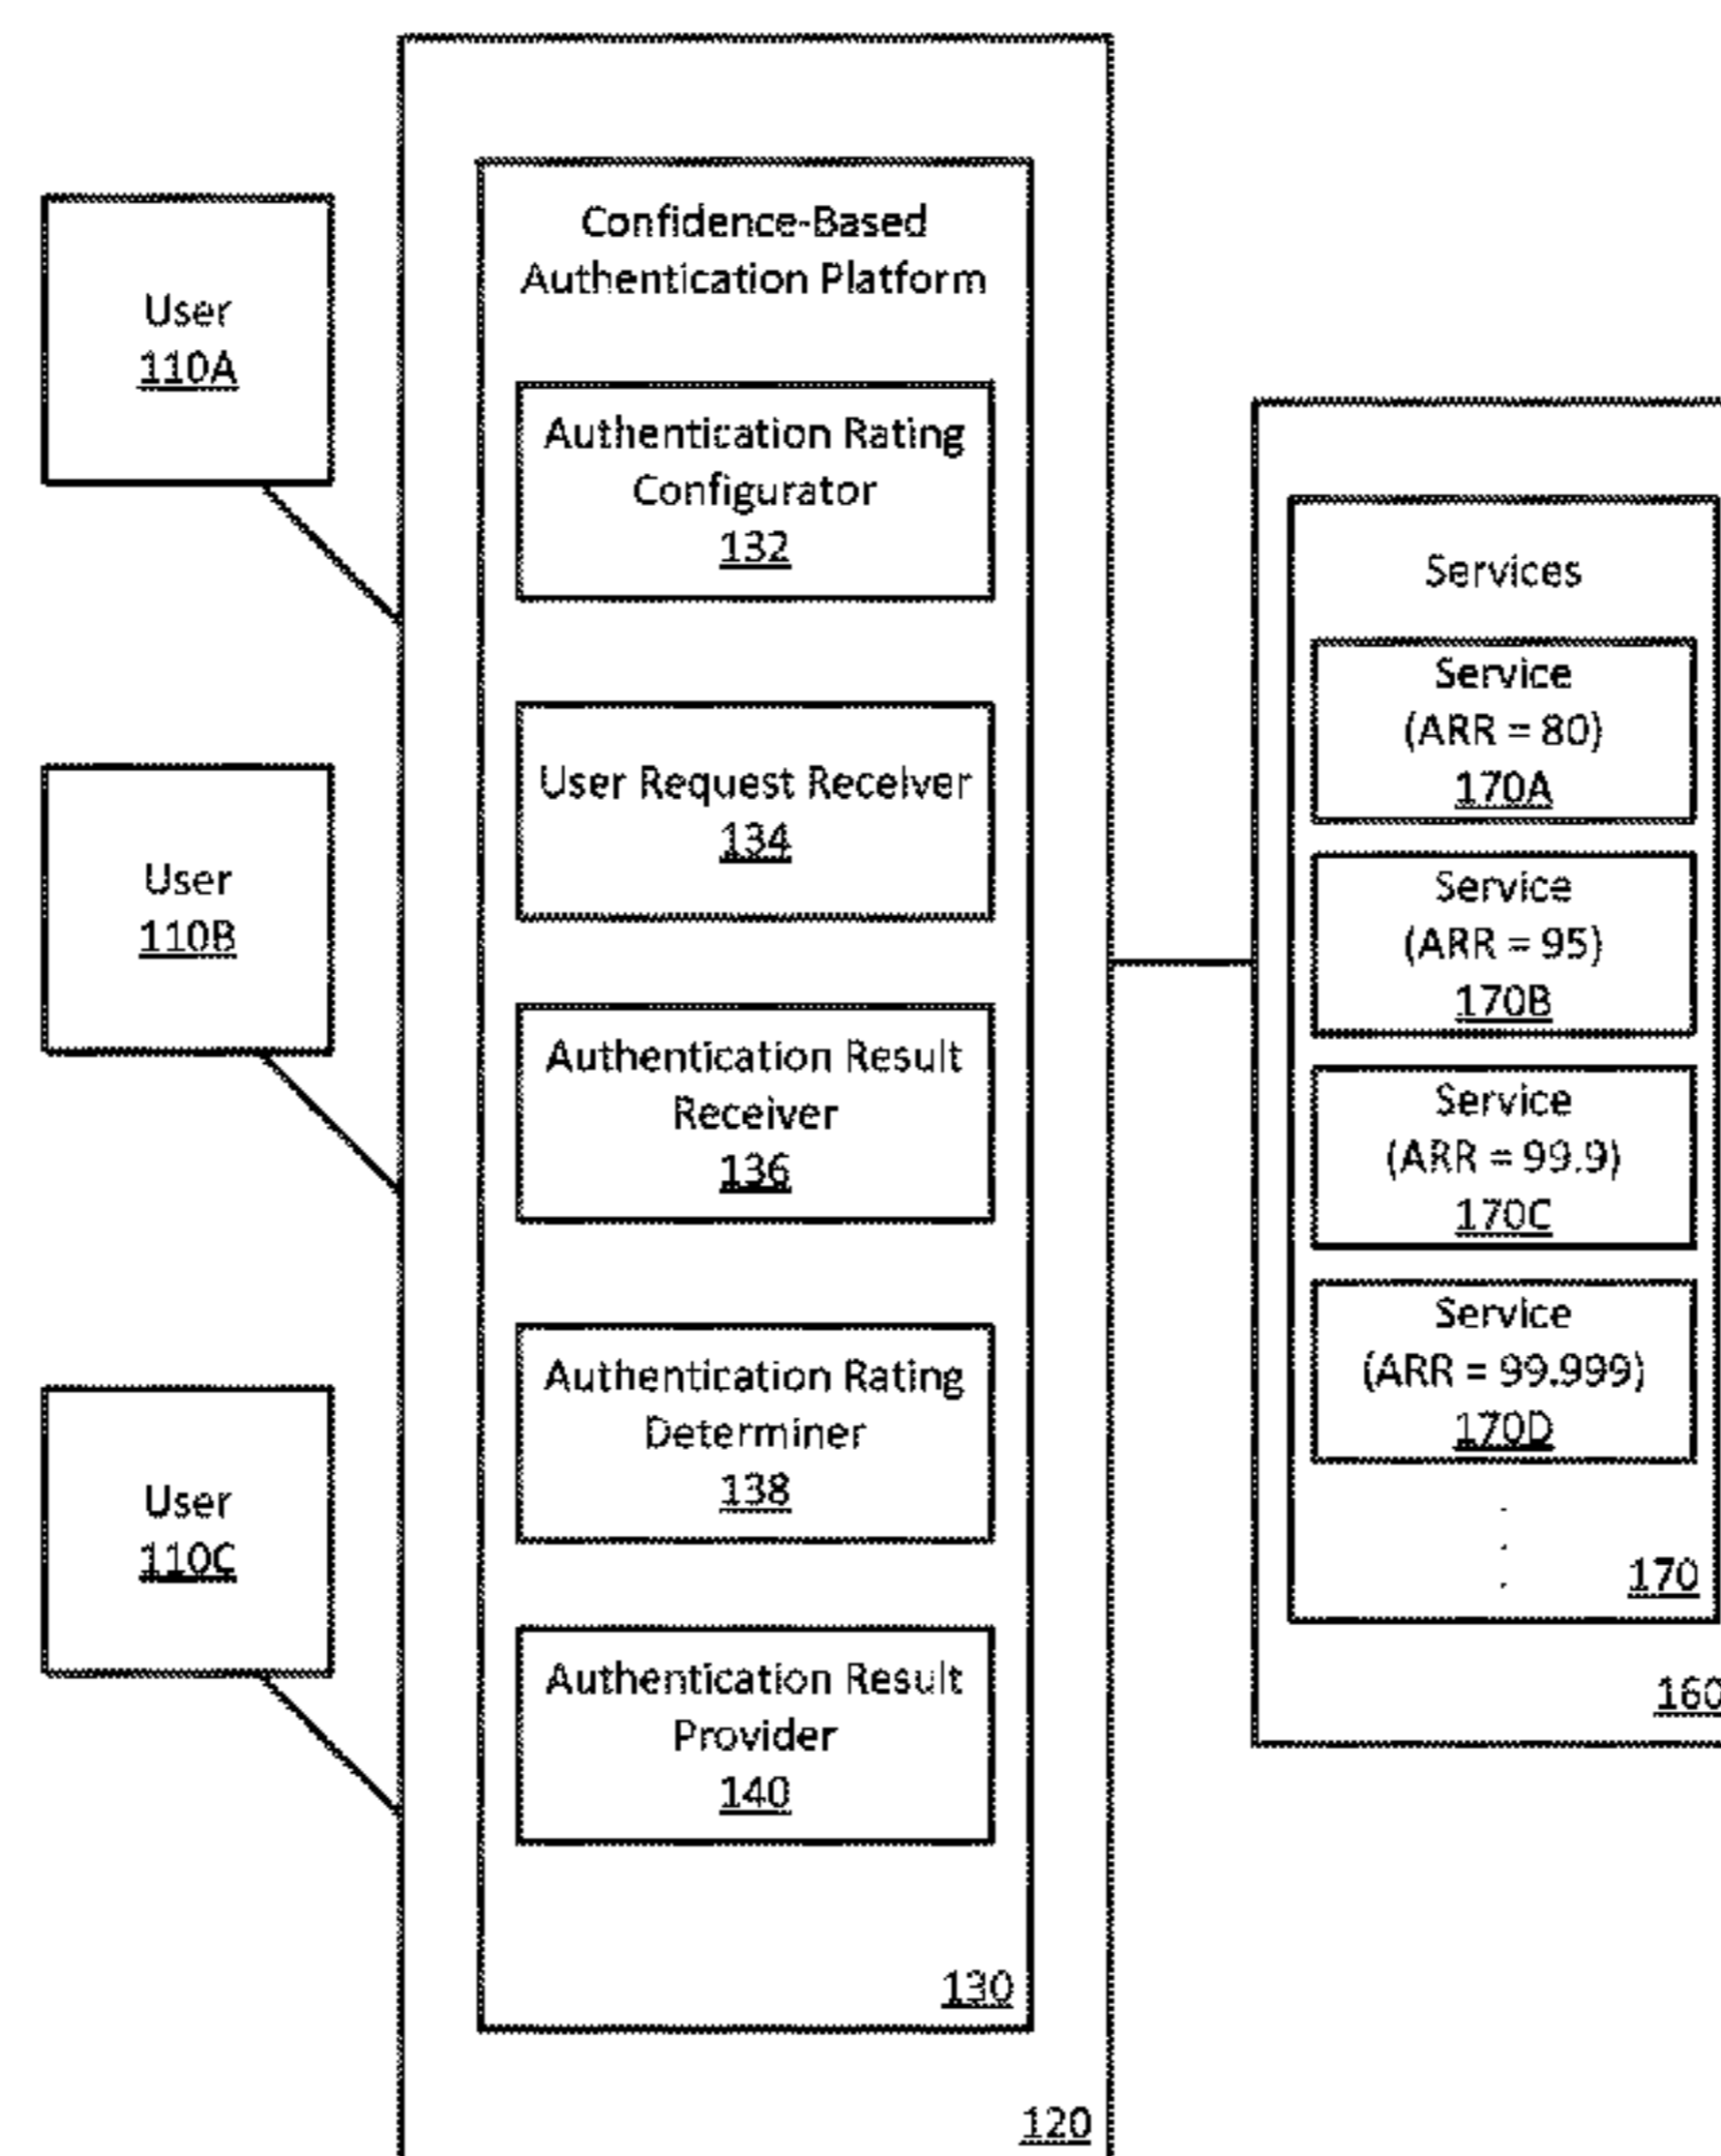 User
110A
User
110B
User
110C
Confidence-Based
Authentication Platform
Authentication Rating
Configurator
132
User Request Receiver
134
Authentication Result
Receiver
136
Authentication Rating
Determiner
138
Authentication Result
Provider
140
130
120
Services
Service
(ARR = 80)
170A
Service
(ARR = 95)
170B
Service
(ARR = 99.9)
170C
Service
(ARR = 99.999)
170D
.
.
.
170
160